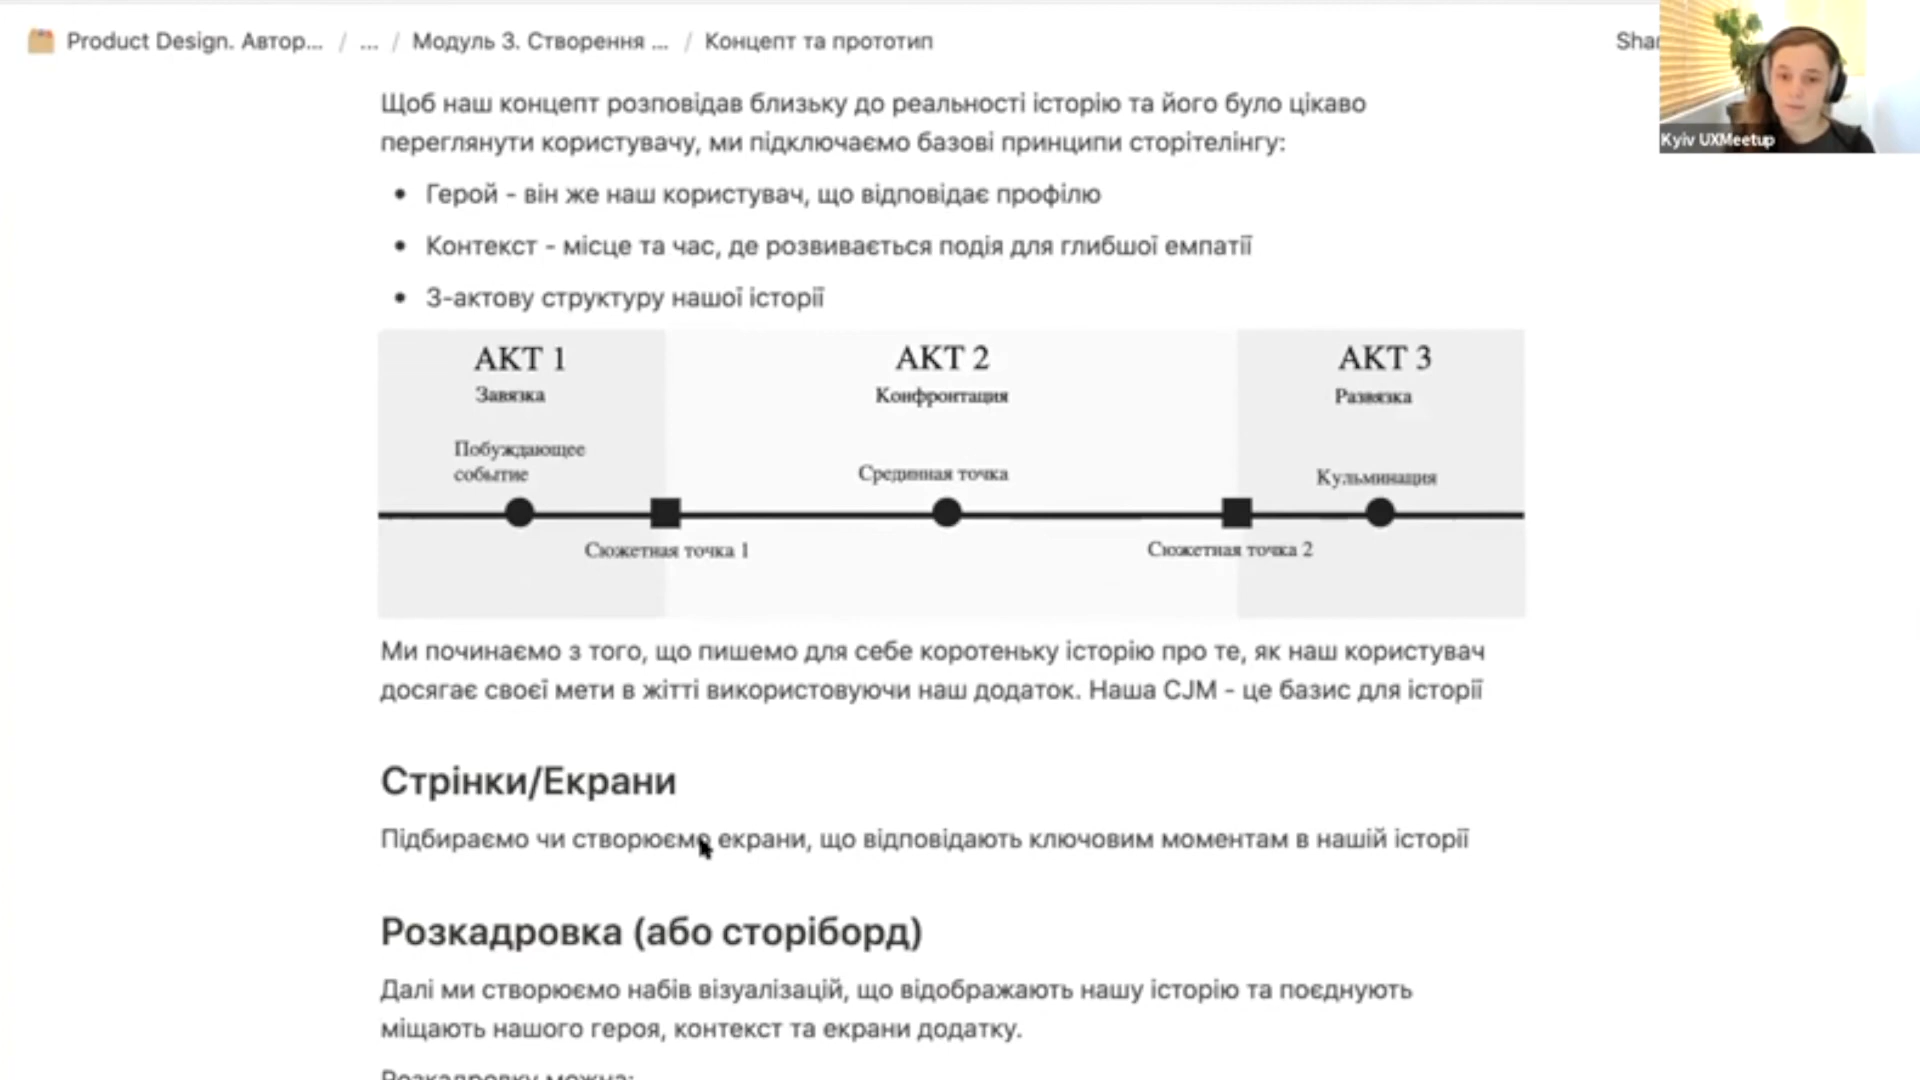 Product Design. Автор... / ... / Модуль 3. Створення ... / Концепт та прототип
Kyiv UXMeetup
Щоб наш концепт розповідав близьку до реальності історію та його було цікаво
переглянути користувачу, ми підключаємо базові принципи сторітелінгу:
• Герой - він же наш користувач, що відповідає профілю
• Контекст - місце та час, де розвивається подія для глибшої емпатії
• 3-актову структуру нашої історії
АКТ 1
АКТ 2
АКТ 3
Завязка
Конфронтация
Развязка
Побуждающее
событие
Срединная точка
Кульминация
Сюжетная точка 1
Сюжетная точка 2
Ми починаємо з того, що пишемо для себе коротеньку історію про те, як наш користувач
досягає своєї мети в житті використовуючи наш додаток. Наша CJM - це базис для історії
Стрінки/Екрани
Підбираємо чи створюємо екрани, що відповідають ключовим моментам в нашій історії
Розкадровка (або сторіборд)
Далі ми створюємо набів візуалізацій, що відображають нашу історію та поєднують
міщають нашого героя, контекст та екрани додатку.
Розкадровку можна: